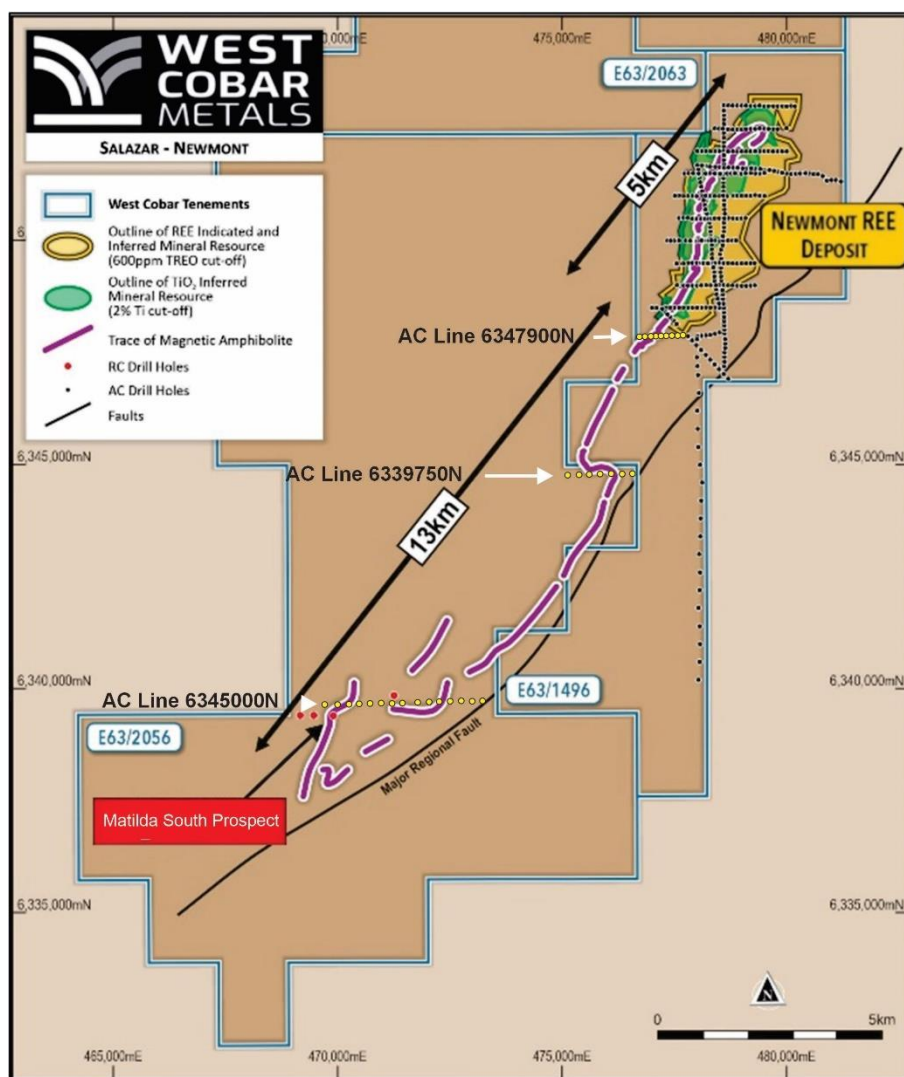 475,000mE
480,000mE
WEST
COBAR
METALS
SALAZAR - NEWMONT
West Cobar Tenements
Outline of REE Indicated and
Inferred Mineral Resource
(600ppm TREO cut-off)
Outline of TiO₂ Inferred
Mineral Resource
(2% Ti cut-off)
Trace of Magnetic Amphibolite
RC Drill Holes
AC Drill Holes
Faults
E63/2063
5km
NEWMONT REE
DEPOSIT
AC Line 6347900N
6,345,000mN
AC Line 6339750N
6,345,000mN
13km
6,340,000mN
AC Line 6345000N
E63/1496
E63/2056
Major Regional Fault
Matilda South Prospect
6,335,000mN
6,335,000mN
N
0
5km
465,000mE
470,000mE
475,000mE
480,000mE